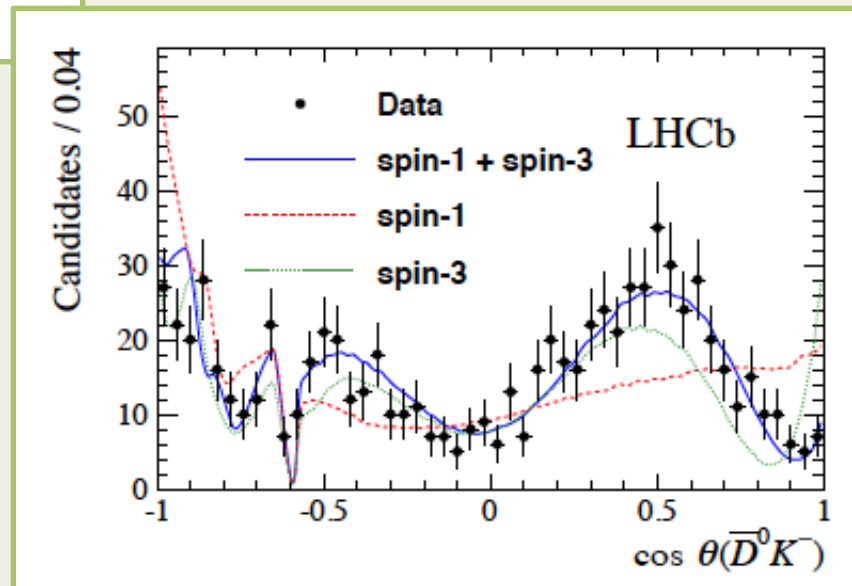 Candidates / 0.04
50
40
30
20
10
0
Data
LHCb
spin-1 + spin-3
spin-1
spin-3
-1 -0.5 0 0.5 1
cos θ(D̅⁰K⁻)